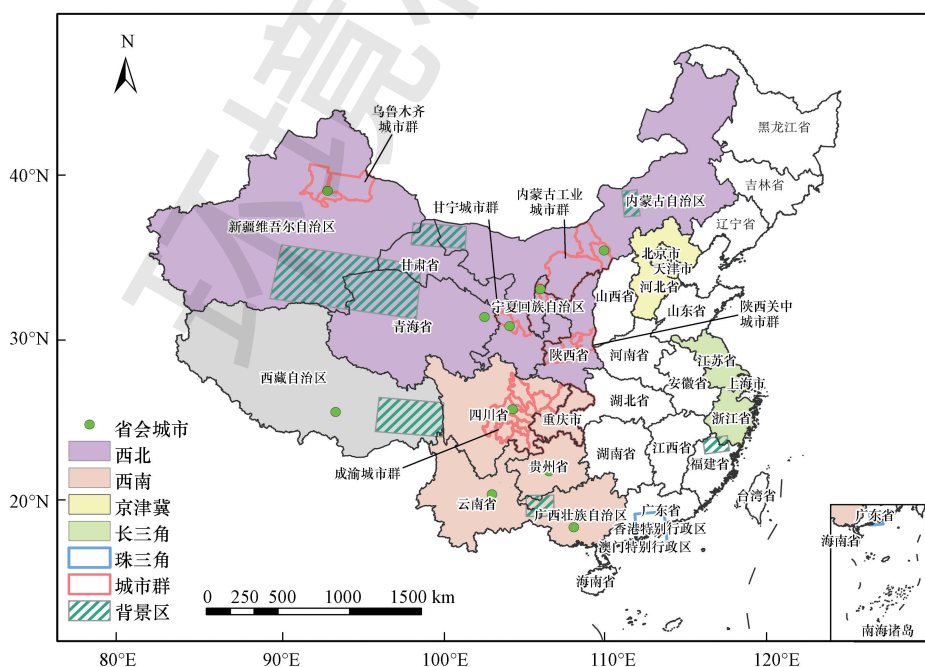 环境科
N
乌鲁木齐
城市群
黑龙江省
40°N
40°N
吉林省
内蒙古工业
城市群
内蒙古自治区
甘宁城市群
辽宁省
新疆维吾尔自治区
北京市
天津市
甘肃省
河北省
山西省
宁夏回族自治区
山东省
陕西关中
城市群
青海省
30°N
30°N
陕西省
河南省
江苏省
西藏自治区
安徽省
上海市
湖北省
浙江省
四川省
重庆市
省会城市
西北
西南
京津冀
长三角
珠三角
城市群
背景区
成渝城市群
贵州省
湖南省
江西省
福建省
20°N
20°N
云南省
台湾省
广西壮族自治区
广东省
香港特别行政区
澳门特别行政区
海南省
广东省
海南省
南海诸岛
0 250 500 1000 1500 km
80°E 90°E 100°E 110°E 120°E